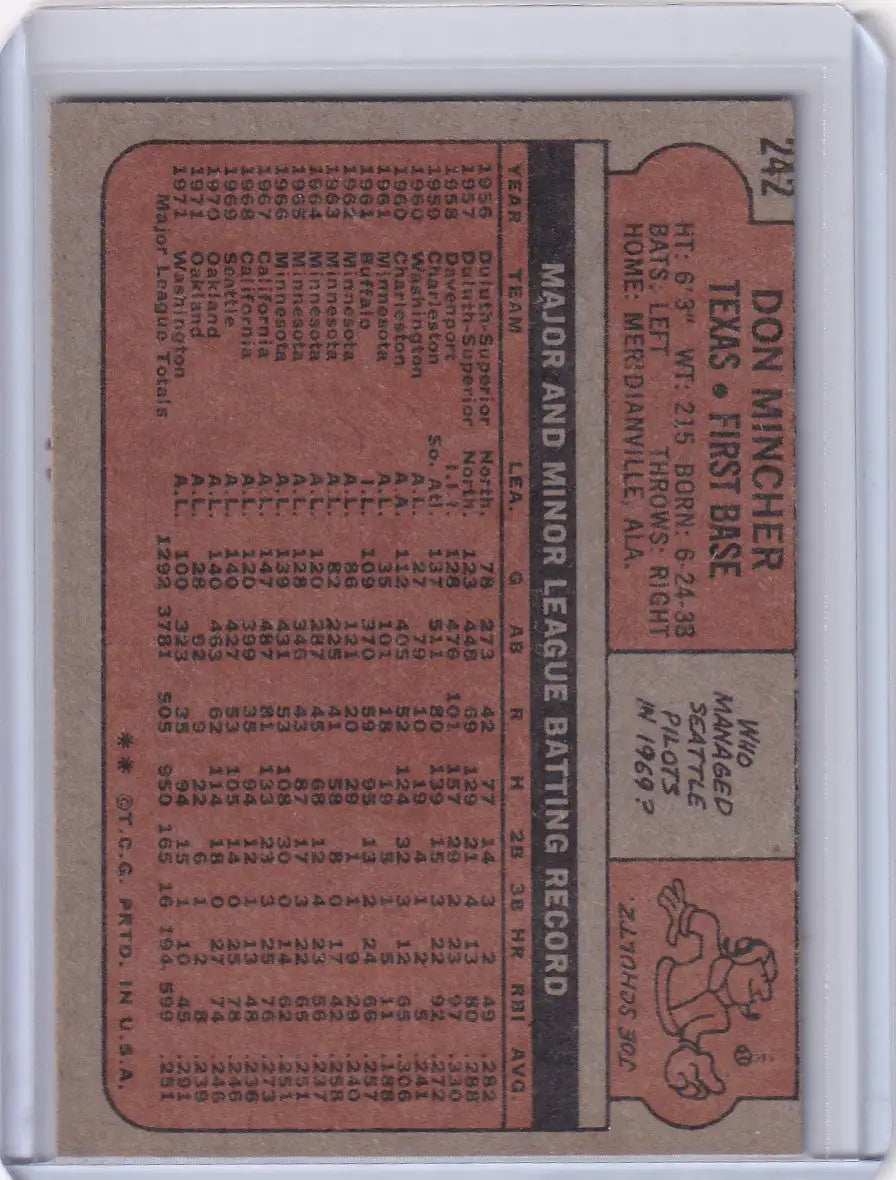 242
DON MINCHER
TEXAS • FIRST BASE
HT: 6'3" WT: 215 BORN: 6-24-38
BATS: LEFT THROWS: RIGHT
HOME: MERIDIANVILLE, ALA.
WHO
MANAGED
SEATTLE
PILOTS
IN 1969?
JOE SCHULTZ.
MAJOR AND MINOR LEAGUE BATTING RECORD
YEAR TEAM LEA. G AB R H 2B 3B HR RBI AVG.
1956 Duluth-Superior North. 78 273 42 77 14 3 2 49 .282
1957 Duluth-Superior North. 123 448 69 129 21 4 13 80 .288
1958 Davenport I.I.I. 128 476 101 157 29 2 23 97 .330
1959 Charleston So. Atl. 137 511 80 139 15 3 22 92 .272
1960 Washington A.L. 27 79 10 19 4 1 2 5 .241
1960 Charleston A.A. 112 405 52 124 32 3 12 65 .306
1961 Minnesota A.L. 35 101 18 19 5 1 5 11 .188
1961 Buffalo I.L. 109 370 59 95 13 2 24 66 .257
1962 Minnesota A.L. 86 121 20 29 1 1 9 29 .240
1963 Minnesota A.L. 82 225 41 58 8 0 17 42 .258
1964 Minnesota A.L. 120 287 45 68 12 4 23 56 .237
1965 Minnesota A.L. 128 346 43 87 17 3 22 65 .251
1966 Minnesota A.L. 139 431 53 108 30 0 14 62 .251
1967 California A.L. 147 487 81 133 23 3 25 76 .273
1968 California A.L. 120 399 35 94 12 1 13 48 .236
1969 Seattle A.L. 140 427 53 105 14 0 25 78 .246
1970 Oakland A.L. 140 463 62 114 18 0 27 74 .246
1971 Oakland A.L. 28 92 9 22 6 1 2 8 .239
1971 Washington A.L. 100 323 35 94 15 1 10 45 .291
Major League Totals 1292 3781 505 950 165 16 194 599 .251
** ©T.C.G. PRTD. IN U.S.A.